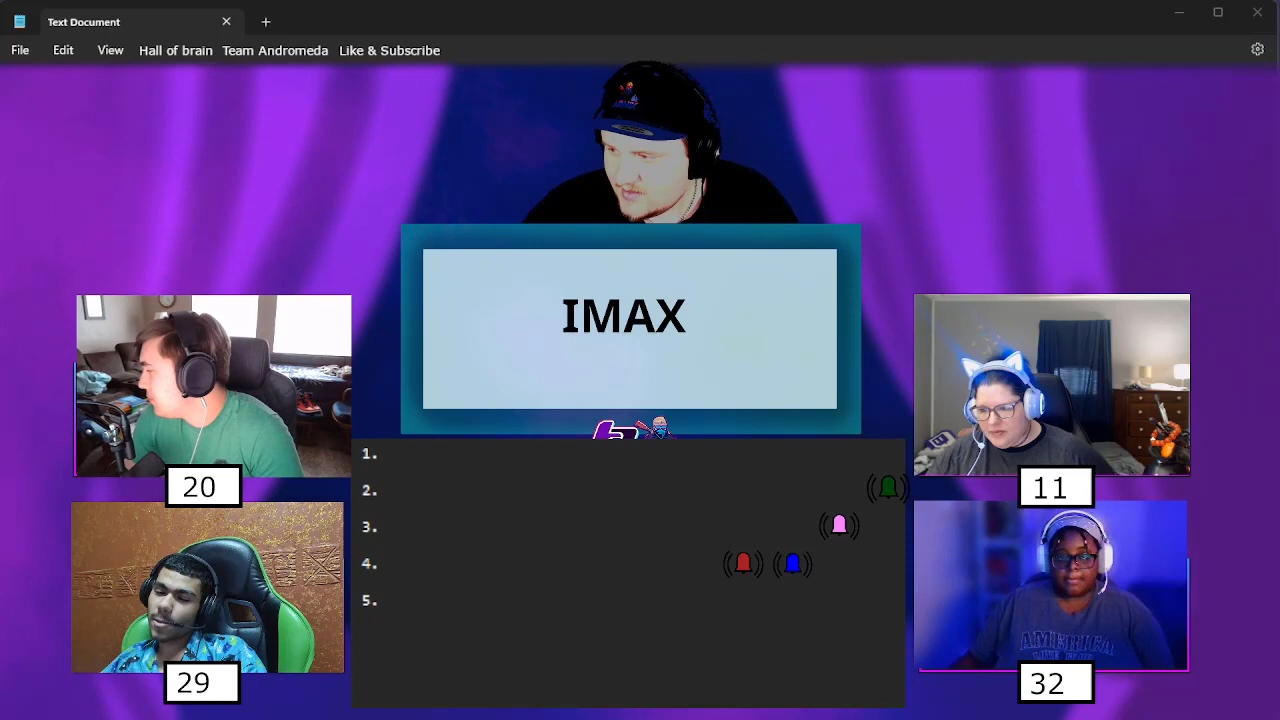 Text Document
File Edit View Hall of brain Team Andromeda Like & Subscribe
IMAX
1.
2.
3.
4.
5.
20
11
29
32
AMERICA